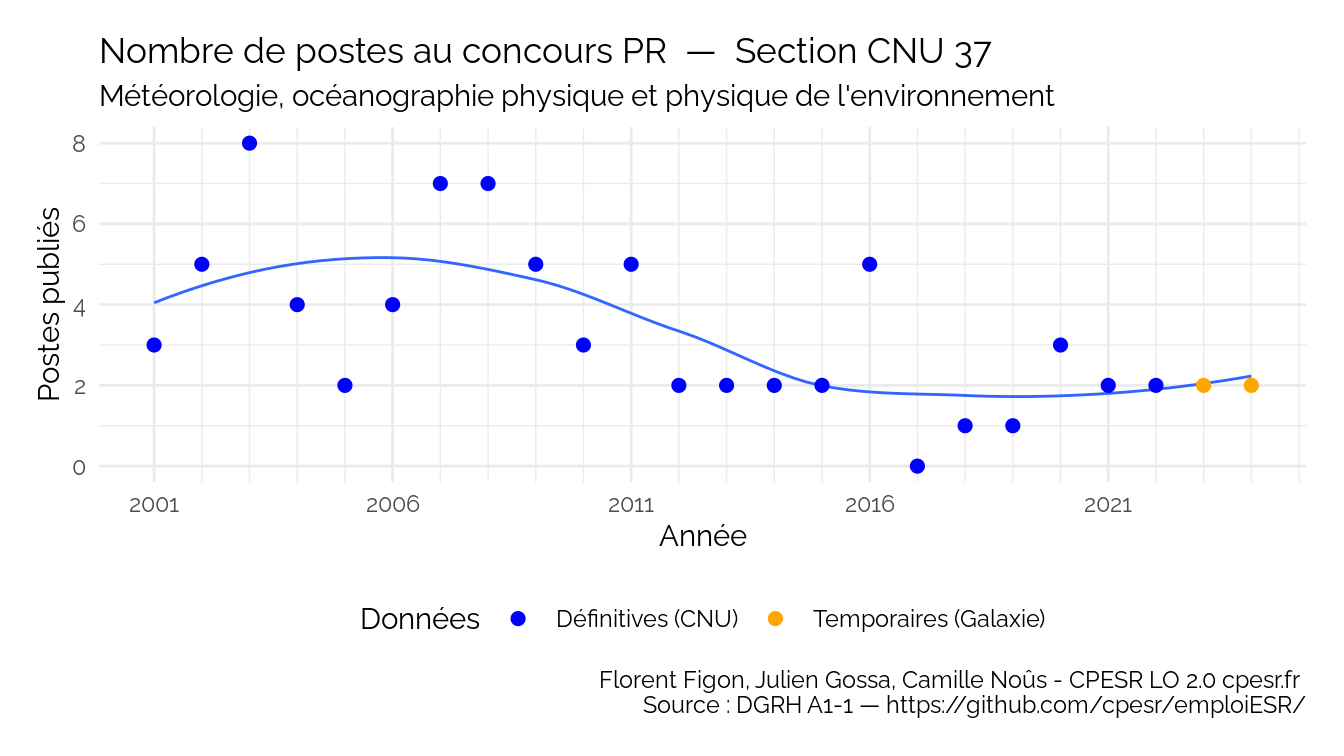 Nombre de postes au concours PR — Section CNU 37
Météorologie, océanographie physique et physique de l'environnement
Postes publiés
8
6
4
2
0
2001 2006 2011 2016 2021
Année
Données Définitives (CNU) Temporaires (Galaxie)
Florent Figon, Julien Gossa, Camille Noûs - CPESR LO 2.0 cpesr.fr
Source : DGRH A1-1 — https://github.com/cpesr/emploiESR/